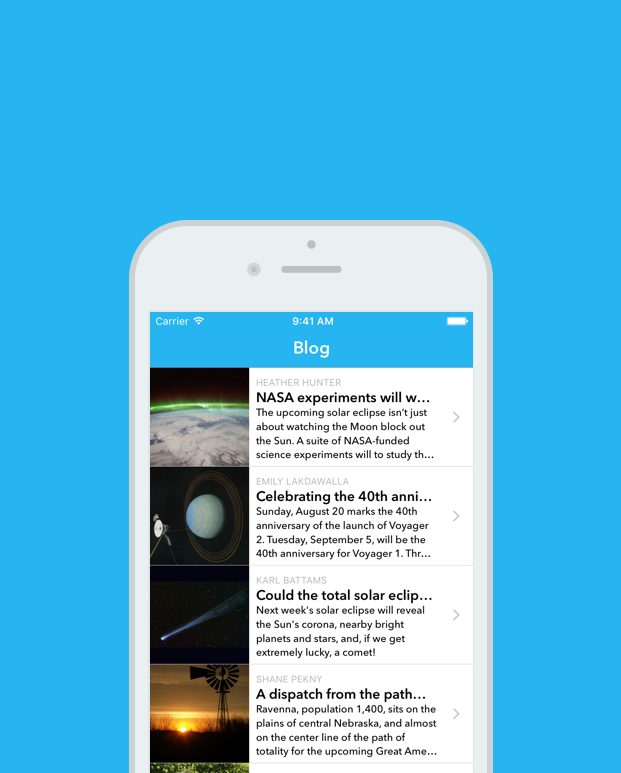 Carrier 9:41 AM
Blog
HEATHER HUNTER
NASA experiments will w...
The upcoming solar eclipse isn't just
about watching the Moon block out
the Sun. A suite of NASA-funded
science experiments will to study th...
EMILY LAKDAWALLA
Celebrating the 40th anni...
Sunday, August 20 marks the 40th
anniversary of the launch of Voyager
2. Tuesday, September 5, will be the
40th anniversary for Voyager 1. Thr...
KARL BATTAMS
Could the total solar eclip...
Next week's solar eclipse will reveal
the Sun's corona, nearby bright
planets and stars, and, if we get
extremely lucky, a comet!
SHANE PEKNY
A dispatch from the path...
Ravenna, population 1,400, sits on the
plains of central Nebraska, and almost
on the center line of the path of
totality for the upcoming Great Ame...